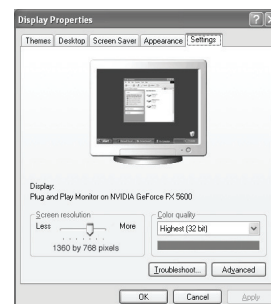 Display Properties
Themes Desktop Screen Saver Appearance Settings
Display:
Plug and Play Monitor on NVIDIA GeForce FX 5600
Screen resolution
Less More
1360 by 768 pixels
Color quality
Highest (32 bit)
Troubleshoot... Advanced
OK Cancel Apply